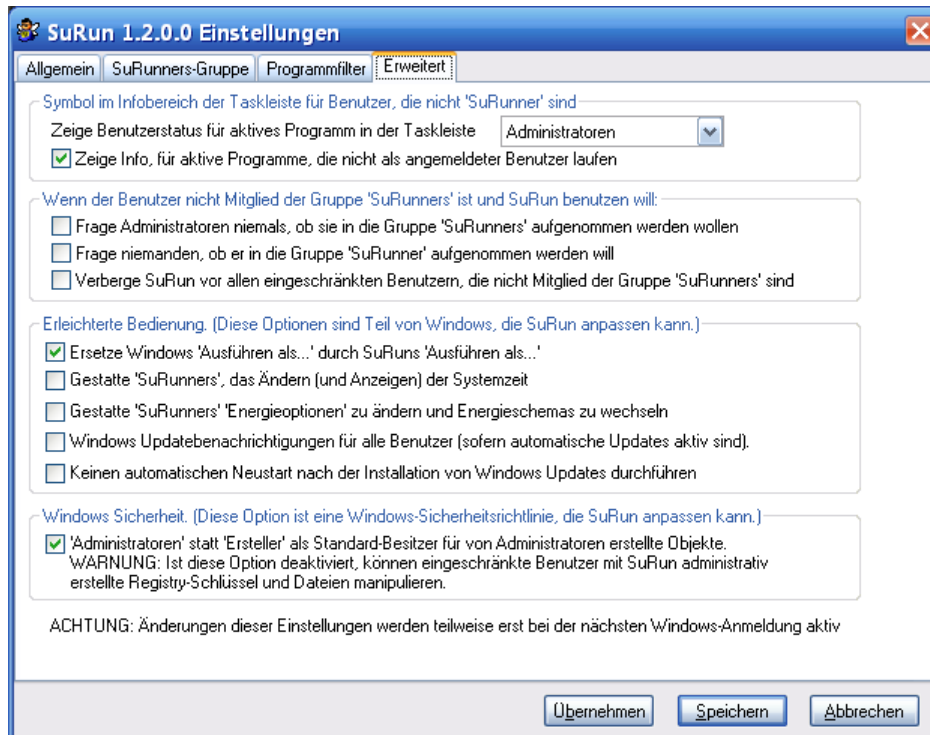 SuRun 1.2.0.0 Einstellungen
Allgemein SuRunners-Gruppe Programmfilter Erweitert
Symbol im Infobereich der Taskleiste für Benutzer, die nicht 'SuRunner' sind
Zeige Benutzerstatus für aktives Programm in der Taskleiste Administratoren
Zeige Info, für aktive Programme, die nicht als angemeldeter Benutzer laufen
Wenn der Benutzer nicht Mitglied der Gruppe 'SuRunners' ist und SuRun benutzen will:
Frage Administratoren niemals, ob sie in die Gruppe 'SuRunners' aufgenommen werden wollen
Frage niemanden, ob er in die Gruppe 'SuRunner' aufgenommen werden will
Verberge SuRun vor allen eingeschränkten Benutzern, die nicht Mitglied der Gruppe 'SuRunners' sind
Erleichterte Bedienung. (Diese Optionen sind Teil von Windows, die SuRun anpassen kann.)
Ersetze Windows 'Ausführen als...' durch SuRuns 'Ausführen als...'
Gestatte 'SuRunners', das Ändern (und Anzeigen) der Systemzeit
Gestatte 'SuRunners' 'Energieoptionen' zu ändern und Energieschemas zu wechseln
Windows Updatebenachrichtigungen für alle Benutzer (sofern automatische Updates aktiv sind).
Keinen automatischen Neustart nach der Installation von Windows Updates durchführen
Windows Sicherheit. (Diese Option ist eine Windows-Sicherheitsrichtlinie, die SuRun anpassen kann.)
'Administratoren' statt 'Ersteller' als Standard-Besitzer für von Administratoren erstellte Objekte.
WARNUNG: Ist diese Option deaktiviert, können eingeschränkte Benutzer mit SuRun administrativ
erstellte Registry-Schlüssel und Dateien manipulieren.
ACHTUNG: Änderungen dieser Einstellungen werden teilweise erst bei der nächsten Windows-Anmeldung aktiv
Übernehmen Speichern Abbrechen